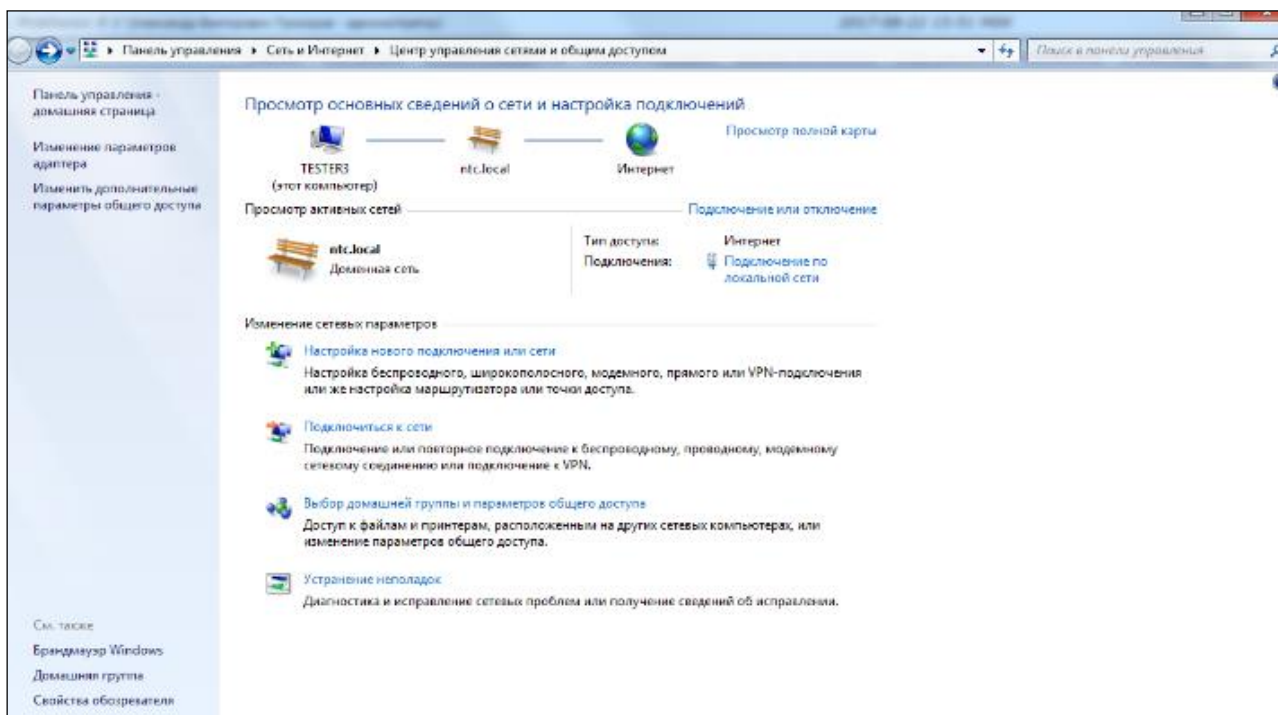 Панель управления ▸ Сеть и Интернет ▸ Центр управления сетями и общим доступом
Поиск в панели управления
Панель управления -
домашняя страница
Изменение параметров
адаптера
Изменить дополнительные
параметры общего доступа
Просмотр основных сведений о сети и настройка подключений
Просмотр полной карты
TESTER3
(этот компьютер)
ntc.local
Интернет
Просмотр активных сетей
Подключение или отключение
ntc.local
Доменная сеть
Тип доступа: Интернет
Подключения: Подключение по
локальной сети
Изменение сетевых параметров
Настройка нового подключения или сети
Настройка беспроводного, широкополосного, модемного, прямого или VPN-подключения
или же настройка маршрутизатора или точки доступа.
Подключиться к сети
Подключение или повторное подключение к беспроводному, проводному, модемному
сетевому соединению или подключение к VPN.
Выбор домашней группы и параметров общего доступа
Доступ к файлам и принтерам, расположенным на других сетевых компьютерах, или
изменение параметров общего доступа.
Устранение неполадок
Диагностика и исправление сетевых проблем или получение сведений об исправлении.
См. также
Брандмауэр Windows
Домашняя группа
Свойства обозревателя